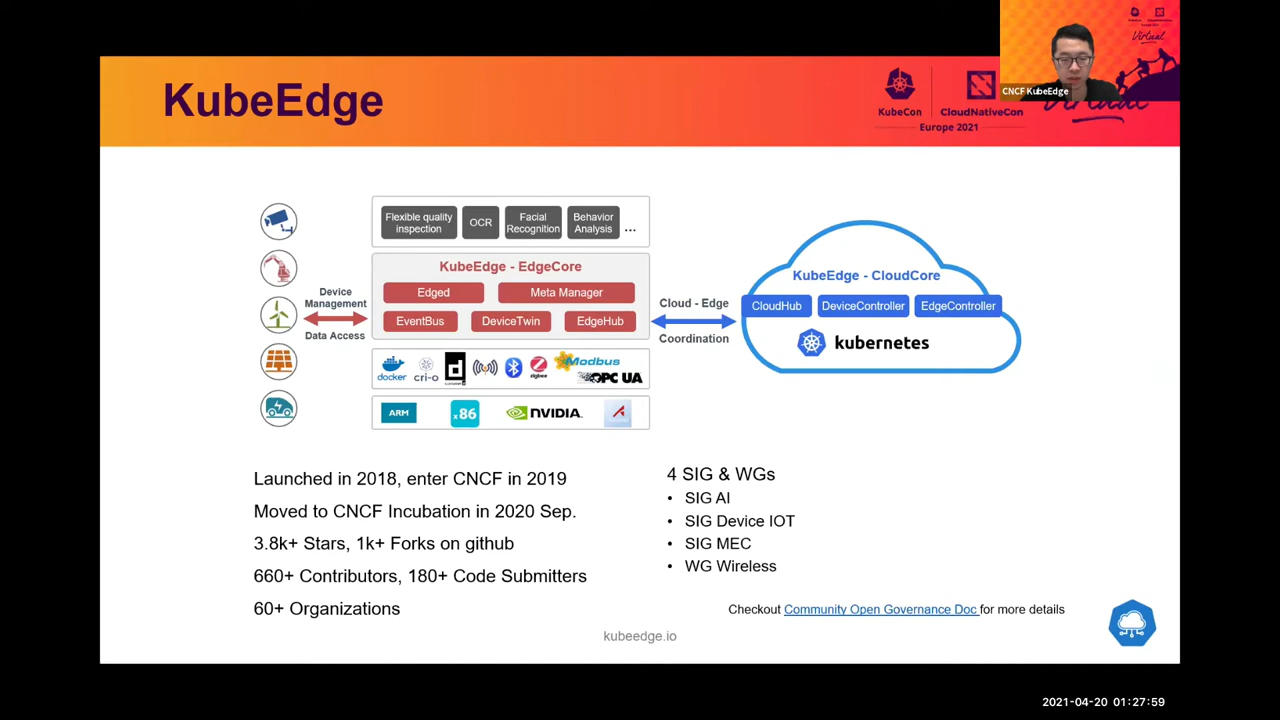 KubeEdge
KubeCon
CloudNativeCon
Europe 2021
Virtual
Virtual
CNCF KubeEdge
Flexible quality
inspection
OCR
Facial
Recognition
Behavior
Analysis
...
KubeEdge - EdgeCore
Edged
Meta Manager
EventBus
DeviceTwin
EdgeHub
Device
Management
Data Access
Cloud - Edge
Coordination
KubeEdge - CloudCore
CloudHub
DeviceController
EdgeController
kubernetes
docker
cri-o
zigbee
Modbus
OPC UA
ARM
x86
NVIDIA.
Launched in 2018, enter CNCF in 2019
Moved to CNCF Incubation in 2020 Sep.
3.8k+ Stars, 1k+ Forks on github
660+ Contributors, 180+ Code Submitters
60+ Organizations
4 SIG & WGs
• SIG AI
• SIG Device IOT
• SIG MEC
• WG Wireless
Checkout Community Open Governance Doc for more details
kubeedge.io
2021-04-20 01:27:59